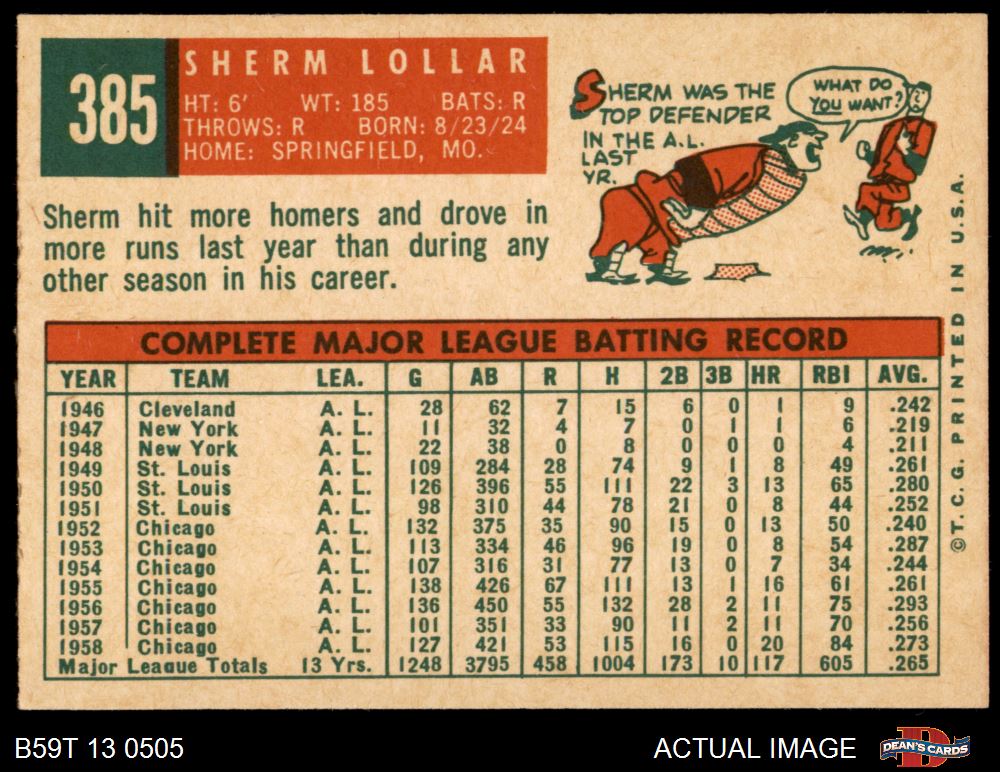 385
SHERM LOLLAR
HT: 6' WT: 185 BATS: R
THROWS: R BORN: 8/23/24
HOME: SPRINGFIELD, MO.
SHERM WAS THE
TOP DEFENDER
IN THE A.L.
LAST
YR.
WHAT DO
YOU WANT?
Sherm hit more homers and drove in
more runs last year than during any
other season in his career.
COMPLETE MAJOR LEAGUE BATTING RECORD
YEAR TEAM LEA. G AB R H 2B 3B HR RBI AVG.
1946 Cleveland A. L. 28 62 7 15 6 0 1 9 .242
1947 New York A. L. 11 32 4 7 0 1 1 6 .219
1948 New York A. L. 22 38 0 8 0 0 0 4 .211
1949 St. Louis A. L. 109 284 28 74 9 1 8 49 .261
1950 St. Louis A. L. 126 396 55 111 22 3 13 65 .280
1951 St. Louis A. L. 98 310 44 78 21 0 8 44 .252
1952 Chicago A. L. 132 375 35 90 15 0 13 50 .240
1953 Chicago A. L. 113 334 46 96 19 0 8 54 .287
1954 Chicago A. L. 107 316 31 77 13 0 7 34 .244
1955 Chicago A. L. 138 426 67 111 13 1 16 61 .261
1956 Chicago A. L. 136 450 55 132 28 2 11 75 .293
1957 Chicago A. L. 101 351 33 90 11 2 11 70 .256
1958 Chicago A. L. 127 421 53 115 16 0 20 84 .273
Major League Totals 13 Yrs. 1248 3795 458 1004 173 10 117 605 .265
©T. C. G. PRINTED IN U.S.A.
B59T 13 0505
ACTUAL IMAGE
D
DEAN'S CARDS